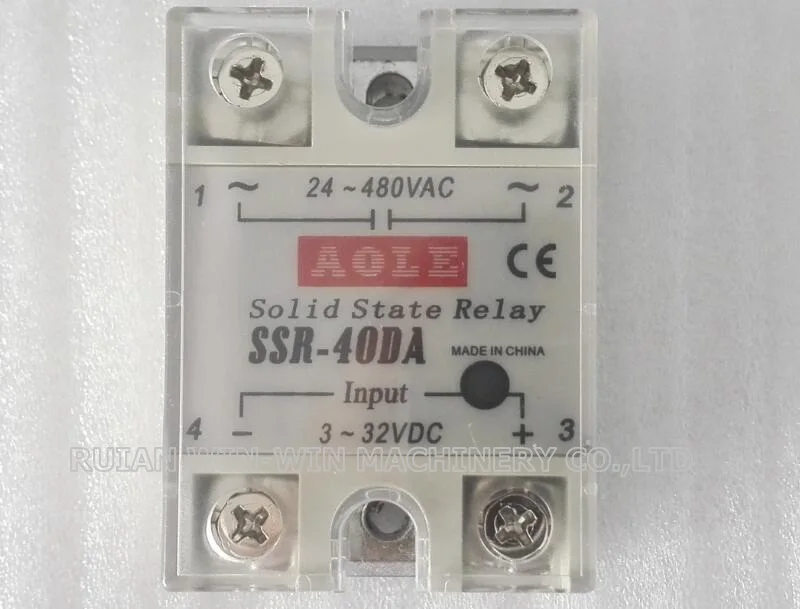 1 ~ 24~480VAC ~ 2
AOLE CE
Solid State Relay
SSR-40DA MADE IN CHINA
Input
4 - 3~32VDC + 3
RUIAN WIN-WIN MACHINERY CO.,LTD